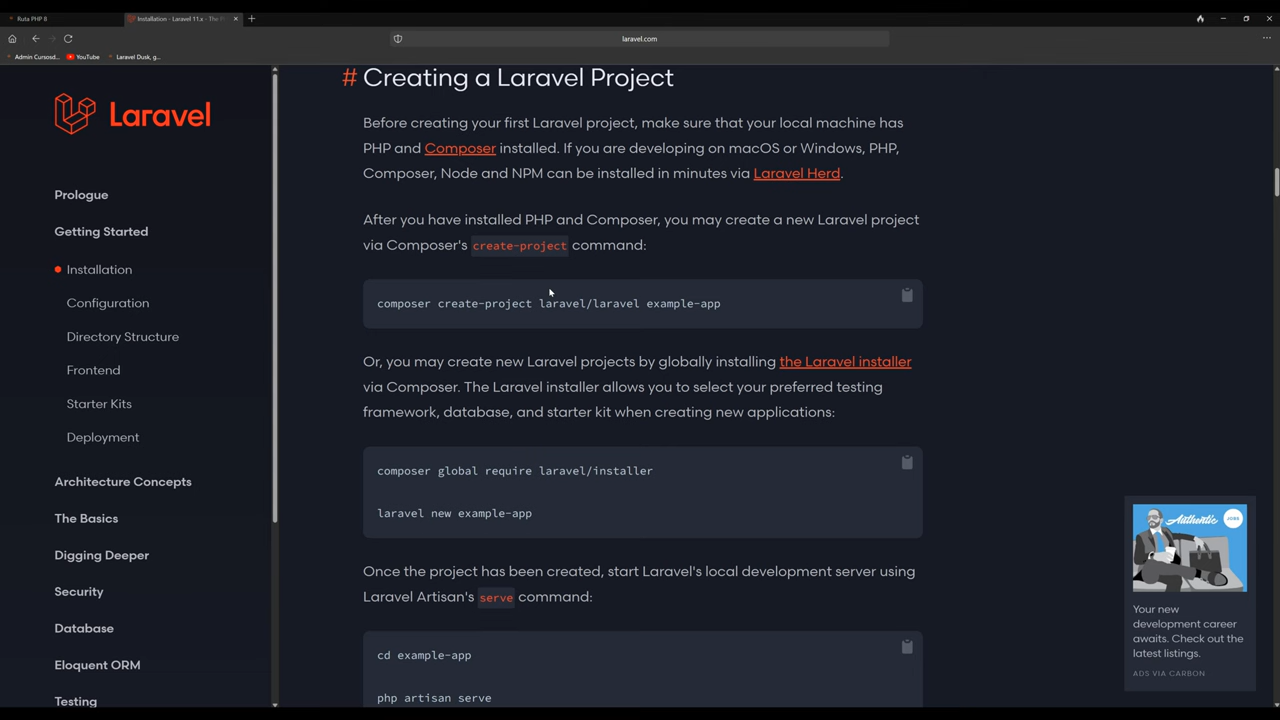 Ruta PHP 8
Installation - Laravel 11.x - The P
laravel.com
Admin Cursosd...
YouTube
Laravel Dusk, g...
Laravel
Prologue
Getting Started
Installation
Configuration
Directory Structure
Frontend
Starter Kits
Deployment
Architecture Concepts
The Basics
Digging Deeper
Security
Database
Eloquent ORM
Testing
# Creating a Laravel Project
Before creating your first Laravel project, make sure that your local machine has
PHP and Composer installed. If you are developing on macOS or Windows, PHP,
Composer, Node and NPM can be installed in minutes via Laravel Herd.
After you have installed PHP and Composer, you may create a new Laravel project
via Composer's create-project command:
composer create-project laravel/laravel example-app
Or, you may create new Laravel projects by globally installing the Laravel installer
via Composer. The Laravel installer allows you to select your preferred testing
framework, database, and starter kit when creating new applications:
composer global require laravel/installer
laravel new example-app
Once the project has been created, start Laravel's local development server using
Laravel Artisan's serve command:
cd example-app
php artisan serve
Authentic
JOBS
Your new
development career
awaits. Check out the
latest listings.
ADS VIA CARBON